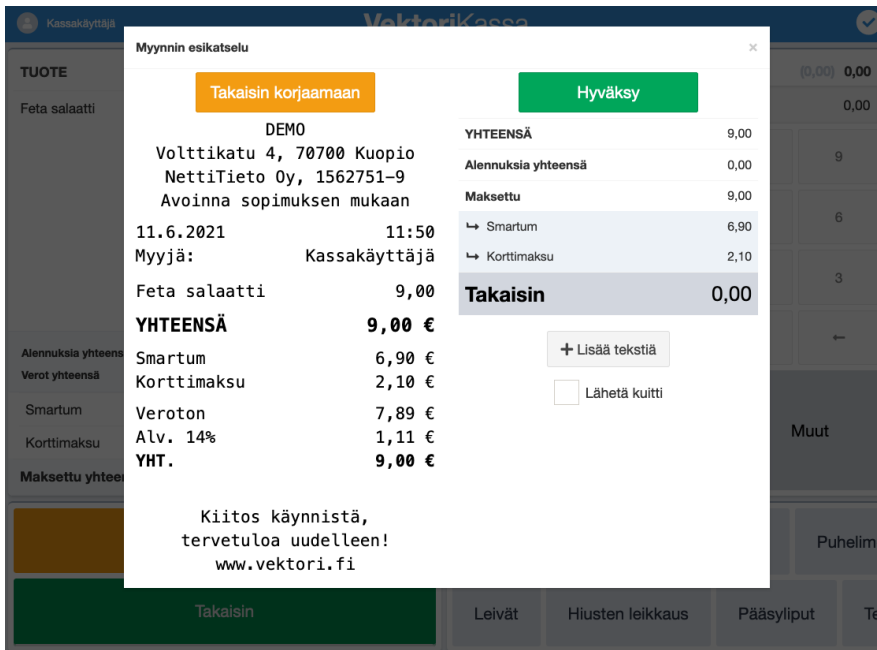 Kassakäyttäjä
VektoriKassa
TUOTE
(0,00) 0,00
Feta salaatti
0,00
9
6
3
←
Alennuksia yhteens
Verot yhteensä
Smartum
Korttimaksu
Maksettu yhteen
Muut
Puhelim
Takaisin
Leivät
Hiusten leikkaus
Pääsyliput
Te
Myynnin esikatselu
×
Takaisin korjaamaan
DEMO
Volttikatu 4, 70700 Kuopio
NettiTieto Oy, 1562751-9
Avoinna sopimuksen mukaan
11.6.2021 11:50
Myyjä: Kassakäyttäjä
Feta salaatti 9,00
YHTEENSÄ 9,00 €
Smartum 6,90 €
Korttimaksu 2,10 €
Veroton 7,89 €
Alv. 14% 1,11 €
YHT. 9,00 €
Kiitos käynnistä,
tervetuloa uudelleen!
www.vektori.fi
Hyväksy
YHTEENSÄ 9,00
Alennuksia yhteensä 0,00
Maksettu 9,00
↪ Smartum 6,90
↪ Korttimaksu 2,10
Takaisin 0,00
+ Lisää tekstiä
Lähetä kuitti